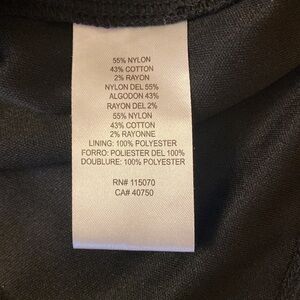 55% NYLON
43% COTTON
2% RAYON
NYLON DEL 55%
ALGODON 43%
RAYON DEL 2%
55% NYLON
43% COTTON
2% RAYONNE
LINING: 100% POLYESTER
FORRO: POLIESTER DEL 100%
DOUBLURE: 100% POLYESTER
RN# 115070
CA# 40750